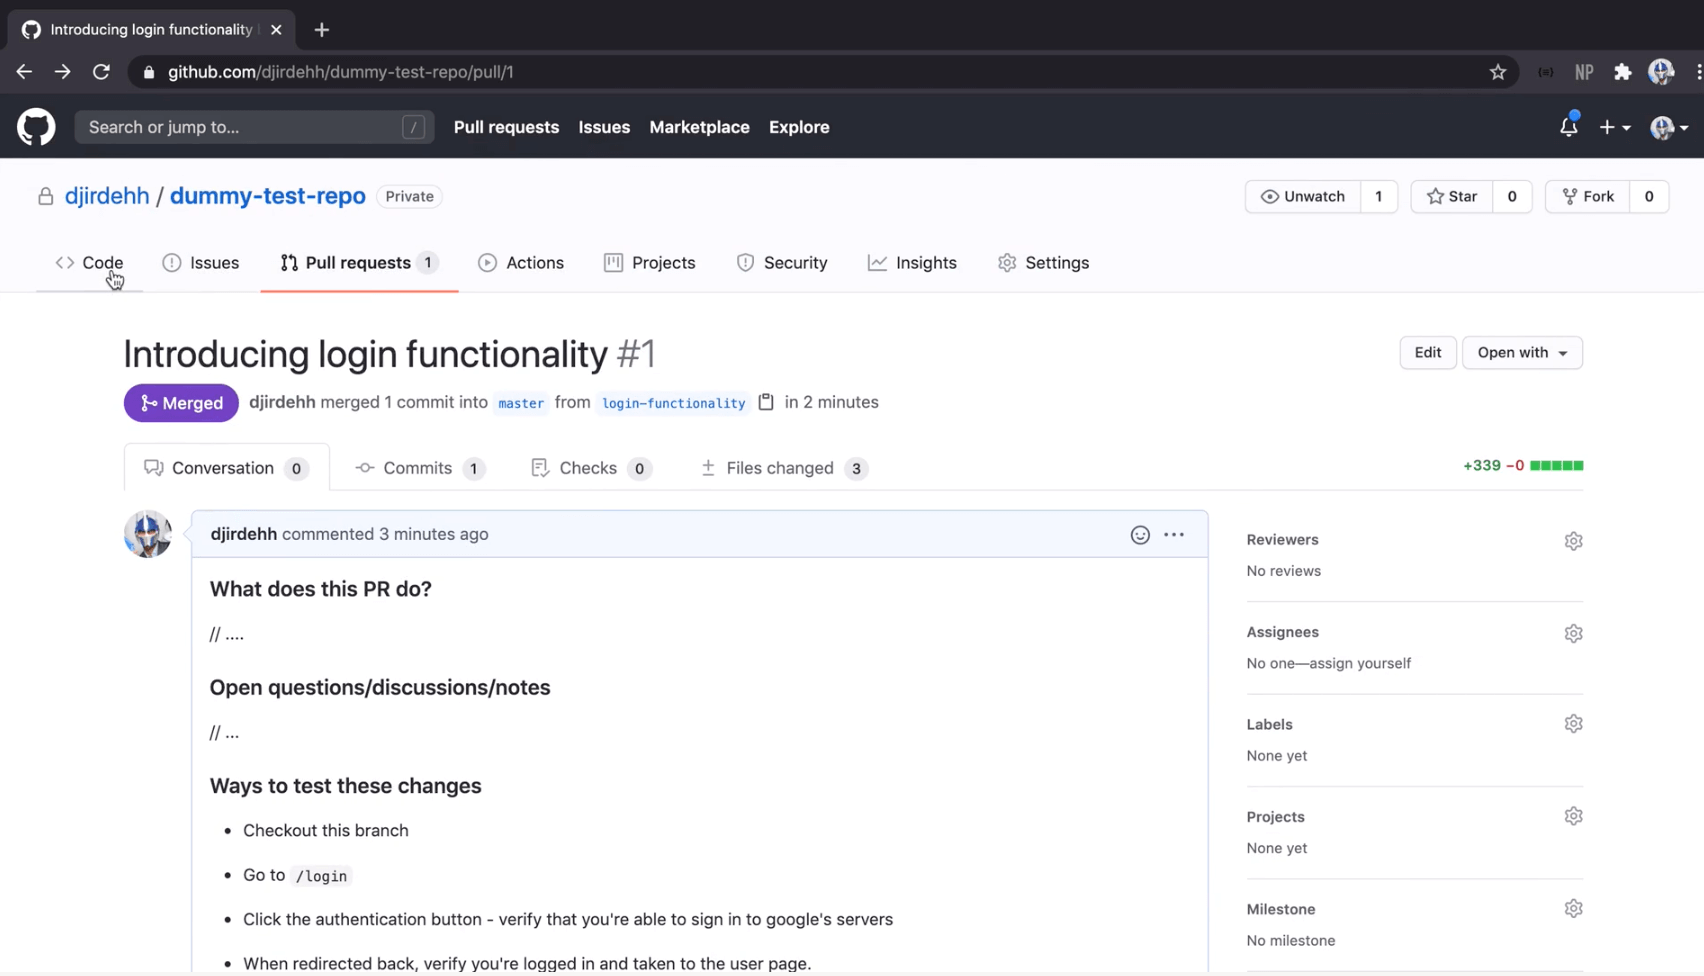 Introducing login functionality
github.com/djirdehh/dummy-test-repo/pull/1
NP
Search or jump to... / Pull requests Issues Marketplace Explore
djirdehh / dummy-test-repo Private Unwatch 1 Star 0 Fork 0
Code Issues Pull requests 1 Actions Projects Security Insights Settings
Introducing login functionality #1 Edit Open with
Merged djirdehh merged 1 commit into master from login-functionality in 2 minutes
Conversation 0 Commits 1 Checks 0 Files changed 3 +339 −0
djirdehh commented 3 minutes ago
What does this PR do?
// ....
Open questions/discussions/notes
// ...
Ways to test these changes
• Checkout this branch
• Go to /login
• Click the authentication button - verify that you're able to sign in to google's servers
• When redirected back, verify you're logged in and taken to the user page.
Reviewers
No reviews
Assignees
No one—assign yourself
Labels
None yet
Projects
None yet
Milestone
No milestone